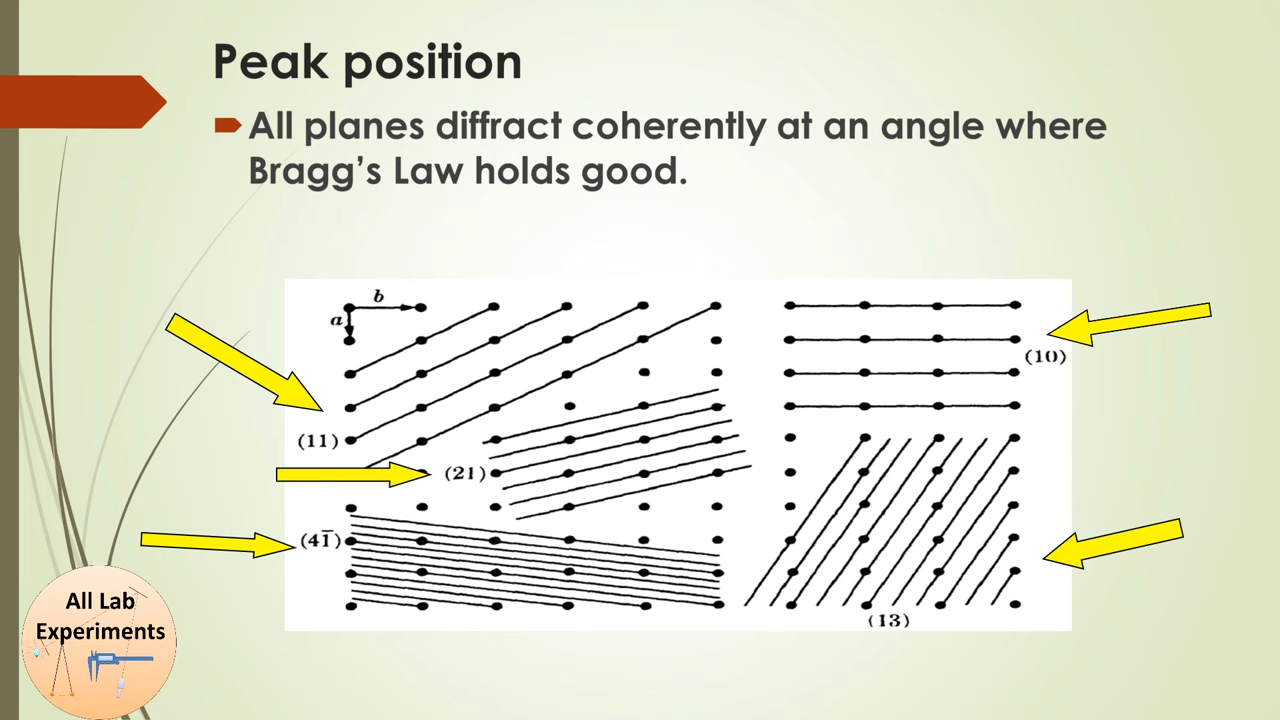 Peak position
All planes diffract coherently at an angle where
Bragg’s Law holds good.
b
a
(11)
(21)
(41̅)
(10)
(13)
All Lab
Experiments